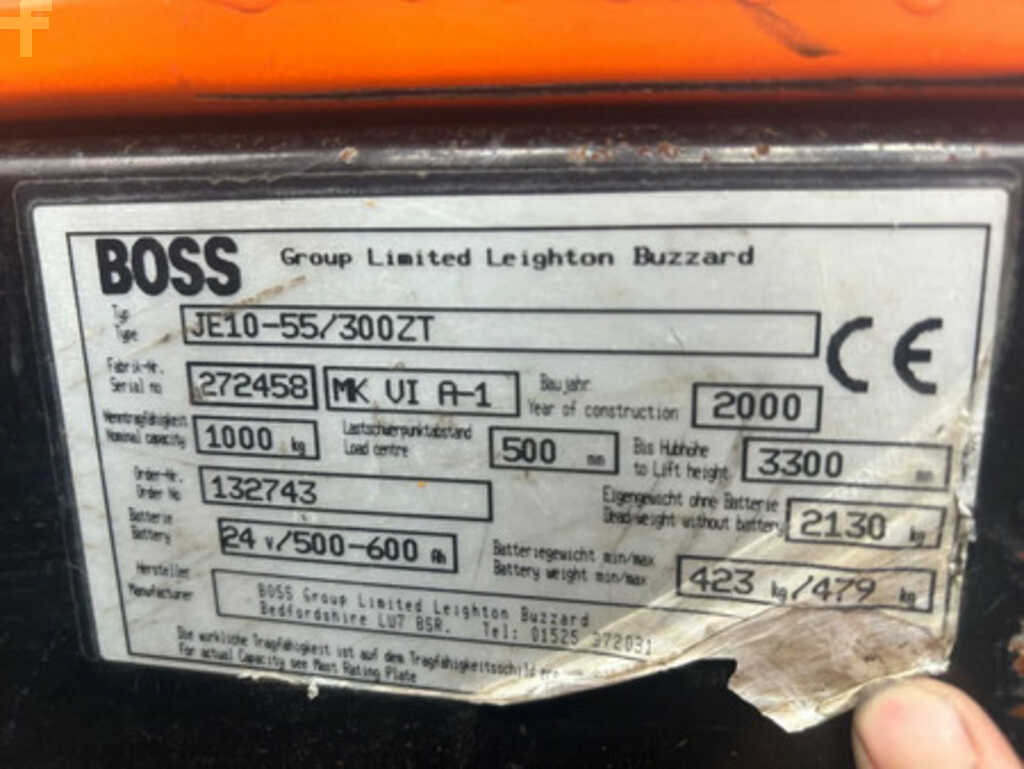 BOSS Group Limited Leighton Buzzard
Typ
Type JE10-55/300ZT CE
Fabrik-Nr.
Serial no 272458 MK VI A-1 Baujahr
Year of construction 2000
Nenntragfähigkeit
Nominal capacity 1000 kg Lastschwerpunktabstand
Load centre 500 mm Bis Hubhöhe
to Lift height 3300 mm
Order-Nr.
Order No 132743 Eigengewicht ohne Batterie
Dead-weight without battery 2130 kg
Batterie
Battery 24 v/500-600 Ah Batteriegewicht min/max
Battery weight min/max 423 kg/479 kg
Hersteller
Manufacturer BOSS Group Limited Leighton Buzzard
Bedfordshire LU7 8SR. Tel: 01525 372031
Die wirkliche Tragfähigkeit ist auf dem Tragfähigkeitsschild
For actual Capacity see Mast Rating Plate